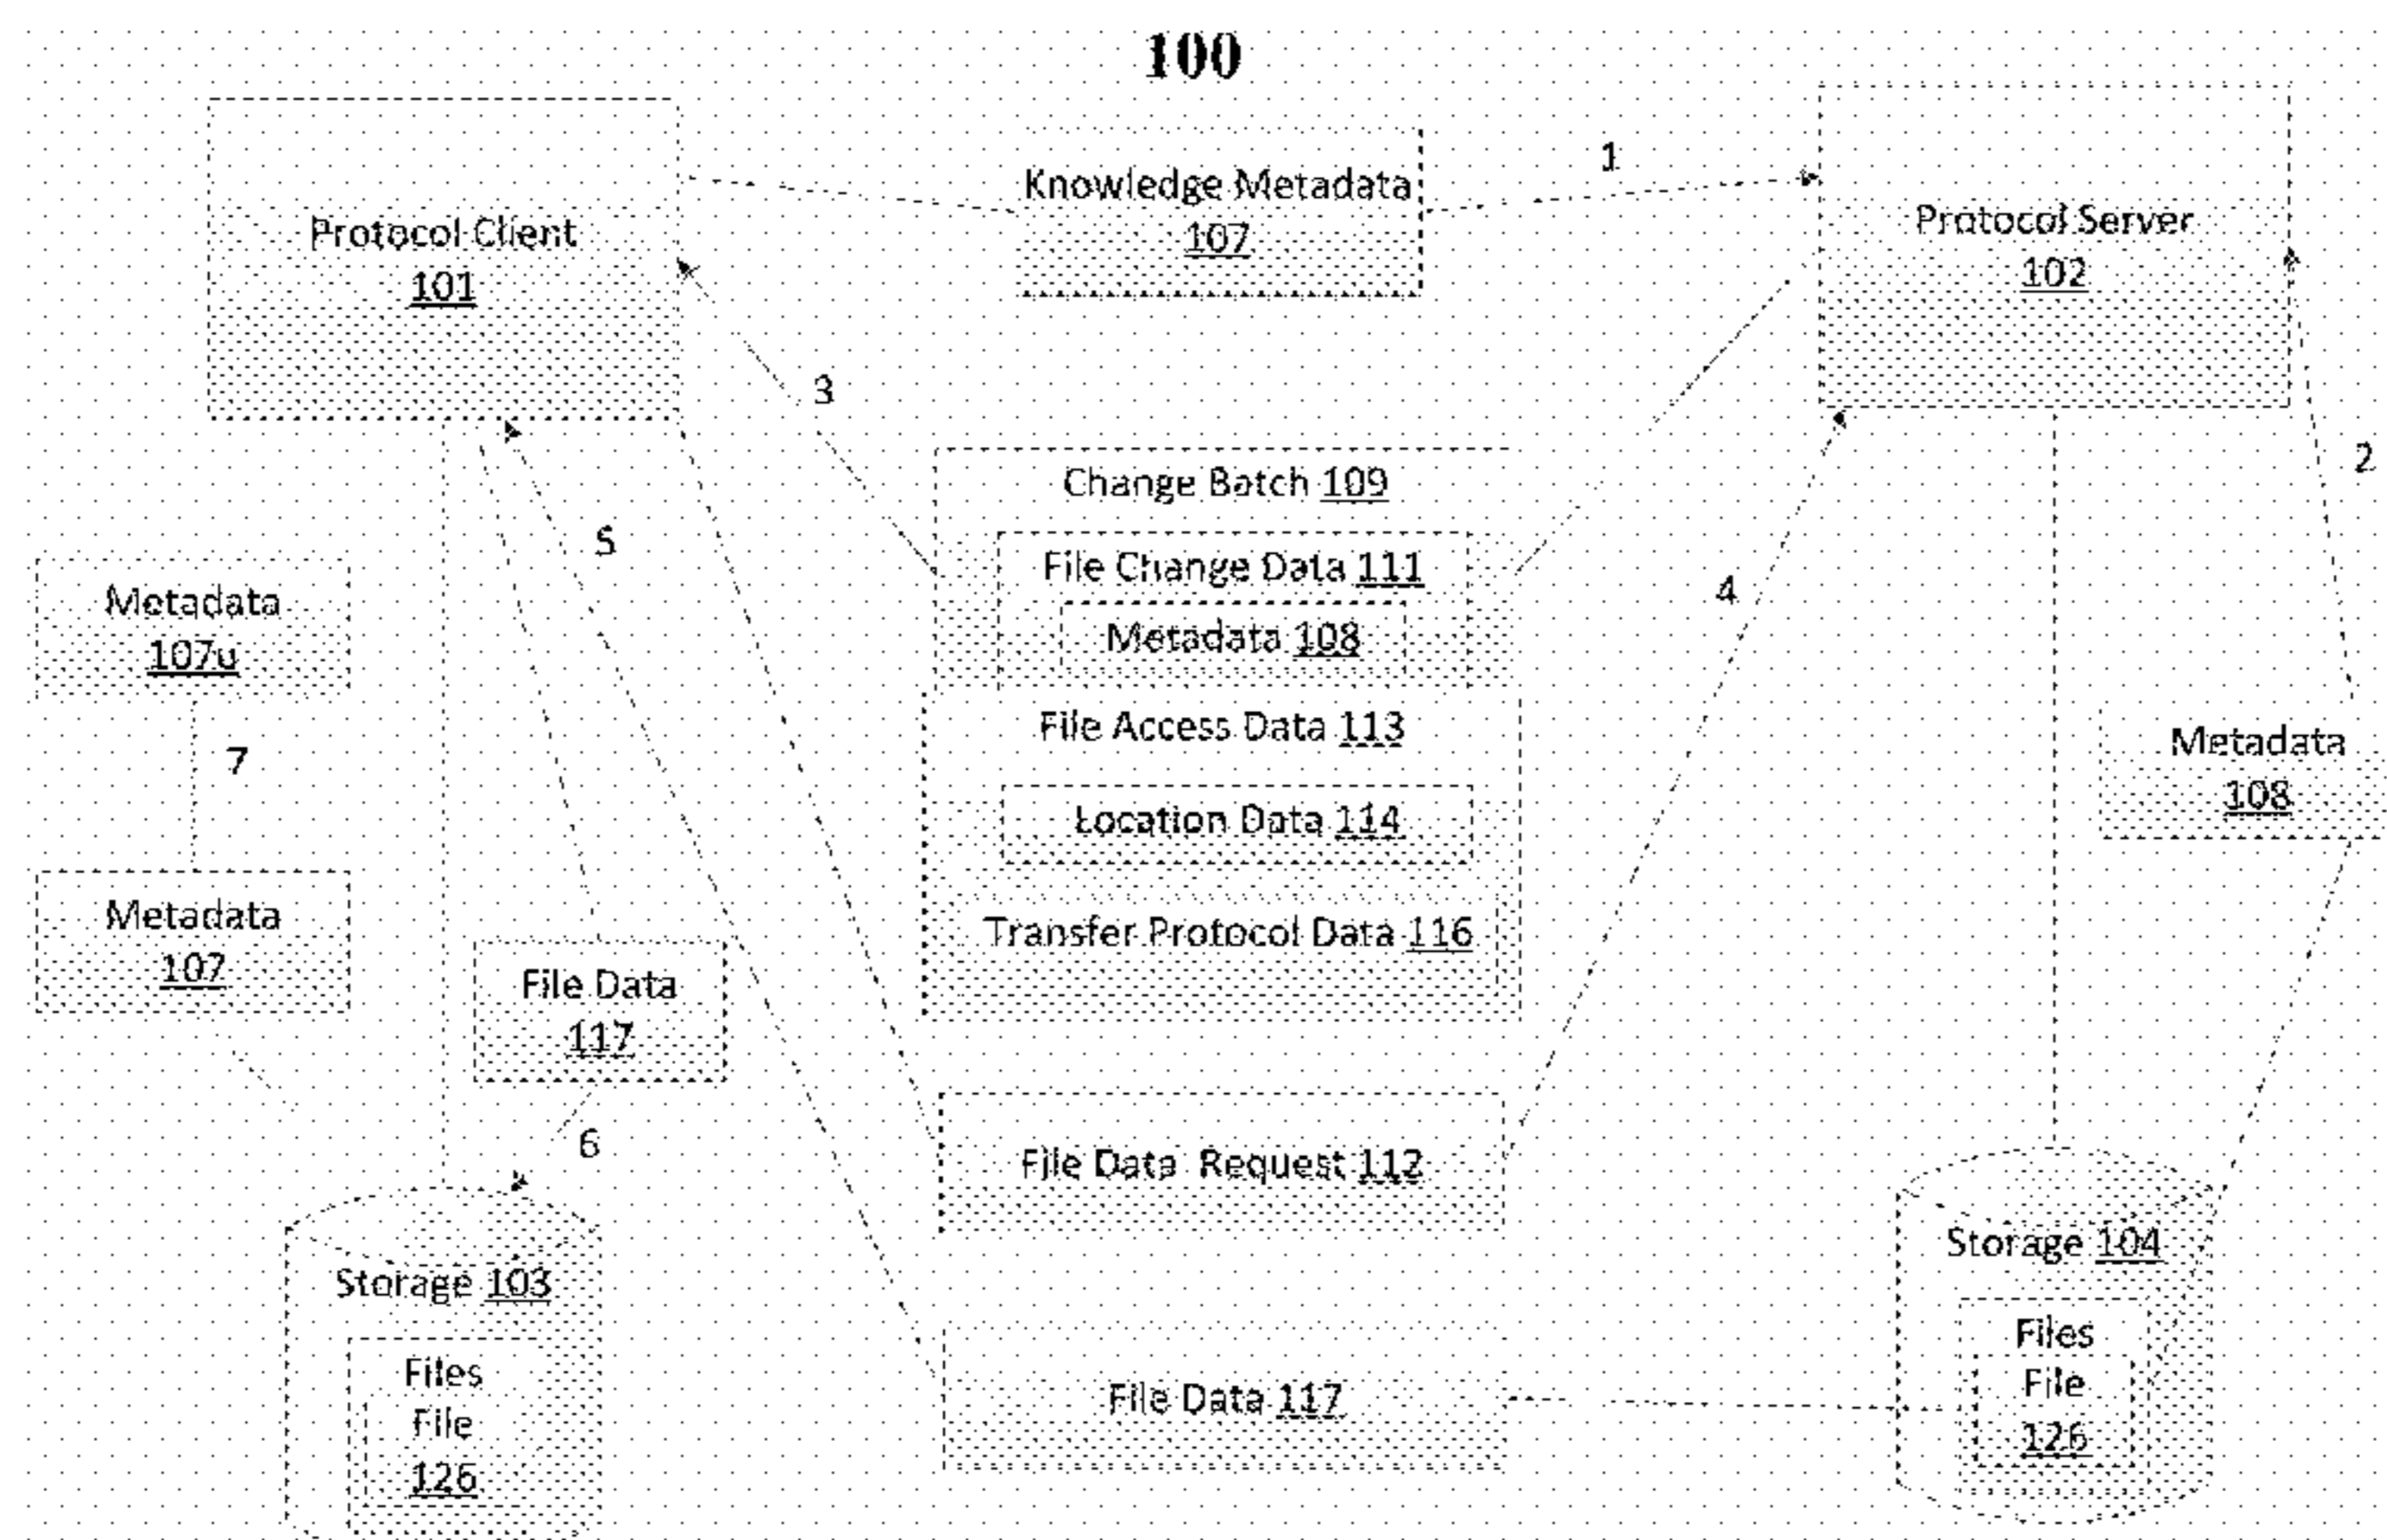 100
Knowledge Metadata
107
1
Protocol Client
101
Protocol Server
102
3
2
Change Batch 109
File Change Data 111
Metadata 108
5
4
Metadata
107u
File Access Data 113
Metadata
108
7
Location Data 114
Metadata
107
Transfer Protocol Data 116
File Data
117
6
File Data Request 112
Storage 103
Storage 104
Files
File
126
File Data 117
Files
File
126